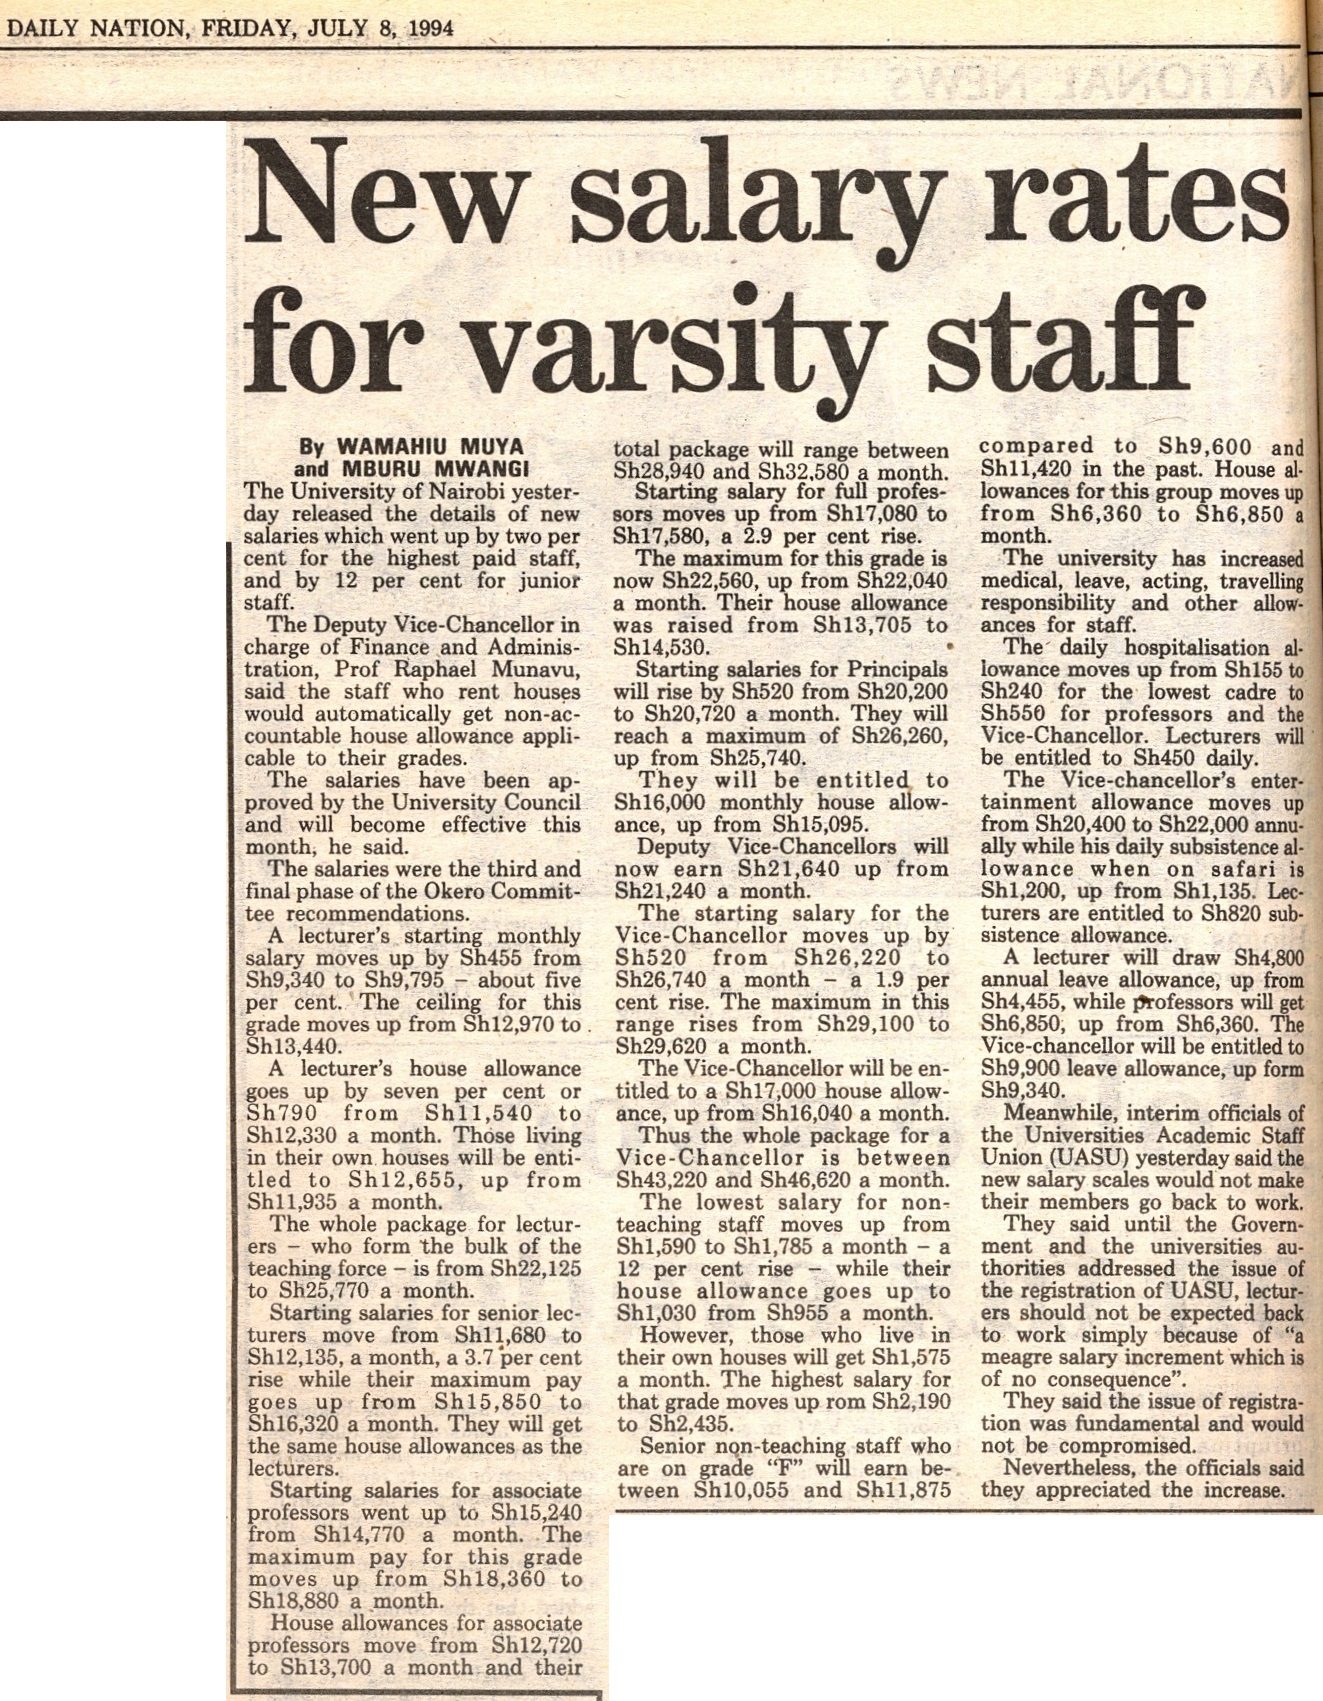 DAILY NATION, FRIDAY, JULY 8, 1994
NATIONAL NEWS
New salary rates
for varsity staff
By WAMAHIU MUYA
and MBURU MWANGI
The University of Nairobi yester-
day released the details of new
salaries which went up by two per
cent for the highest paid staff,
and by 12 per cent for junior
staff.
The Deputy Vice-Chancellor in
charge of Finance and Adminis-
tration, Prof Raphael Munavu,
said the staff who rent houses
would automatically get non-ac-
countable house allowance appli-
cable to their grades.
The salaries have been ap-
proved by the University Council
and will become effective this
month, he said.
The salaries were the third and
final phase of the Okero Commit-
tee recommendations.
A lecturer's starting monthly
salary moves up by Sh455 from
Sh9,340 to Sh9,795 – about five
per cent. The ceiling for this
grade moves up from Sh12,970 to
Sh13,440.
A lecturer's house allowance
goes up by seven per cent or
Sh790 from Sh11,540 to
Sh12,330 a month. Those living
in their own houses will be enti-
tled to Sh12,655, up from
Sh11,935 a month.
The whole package for lectur-
ers – who form the bulk of the
teaching force – is from Sh22,125
to Sh25,770 a month.
Starting salaries for senior lec-
turers move from Sh11,680 to
Sh12,135, a month, a 3.7 per cent
rise while their maximum pay
goes up from Sh15,850 to
Sh16,320 a month. They will get
the same house allowances as the
lecturers.
Starting salaries for associate
professors went up to Sh15,240
from Sh14,770 a month. The
maximum pay for this grade
moves up from Sh18,360 to
Sh18,880 a month.
House allowances for associate
professors move from Sh12,720
to Sh13,700 a month and their
total package will range between
Sh28,940 and Sh32,580 a month.
Starting salary for full profes-
sors moves up from Sh17,080 to
Sh17,580, a 2.9 per cent rise.
The maximum for this grade is
now Sh22,560, up from Sh22,040
a month. Their house allowance
was raised from Sh13,705 to
Sh14,530.
Starting salaries for Principals
will rise by Sh520 from Sh20,200
to Sh20,720 a month. They will
reach a maximum of Sh26,260,
up from Sh25,740.
They will be entitled to
Sh16,000 monthly house allow-
ance, up from Sh15,095.
Deputy Vice-Chancellors will
now earn Sh21,640 up from
Sh21,240 a month.
The starting salary for the
Vice-Chancellor moves up by
Sh520 from Sh26,220 to
Sh26,740 a month – a 1.9 per
cent rise. The maximum in this
range rises from Sh29,100 to
Sh29,620 a month.
The Vice-Chancellor will be en-
titled to a Sh17,000 house allow-
ance, up from Sh16,040 a month.
Thus the whole package for a
Vice-Chancellor is between
Sh43,220 and Sh46,620 a month.
The lowest salary for non-
teaching staff moves up from
Sh1,590 to Sh1,785 a month – a
12 per cent rise – while their
house allowance goes up to
Sh1,030 from Sh955 a month.
However, those who live in
their own houses will get Sh1,575
a month. The highest salary for
that grade moves up rom Sh2,190
to Sh2,435.
Senior non-teaching staff who
are on grade "F" will earn be-
tween Sh10,055 and Sh11,875
compared to Sh9,600 and
Sh11,420 in the past. House al-
lowances for this group moves up
from Sh6,360 to Sh6,850 a
month.
The university has increased
medical, leave, acting, travelling
responsibility and other allow-
ances for staff.
The daily hospitalisation al-
lowance moves up from Sh155 to
Sh240 for the lowest cadre to
Sh550 for professors and the
Vice-Chancellor. Lecturers will
be entitled to Sh450 daily.
The Vice-chancellor's enter-
tainment allowance moves up
from Sh20,400 to Sh22,000 annu-
ally while his daily subsistence al-
lowance when on safari is
Sh1,200, up from Sh1,135. Lec-
turers are entitled to Sh820 sub-
sistence allowance.
A lecturer will draw Sh4,800
annual leave allowance, up from
Sh4,455, while professors will get
Sh6,850, up from Sh6,360. The
Vice-chancellor will be entitled to
Sh9,900 leave allowance, up form
Sh9,340.
Meanwhile, interim officials of
the Universities Academic Staff
Union (UASU) yesterday said the
new salary scales would not make
their members go back to work.
They said until the Govern-
ment and the universities au-
thorities addressed the issue of
the registration of UASU, lectur-
ers should not be expected back
to work simply because of "a
meagre salary increment which is
of no consequence".
They said the issue of registra-
tion was fundamental and would
not be compromised.
Nevertheless, the officials said
they appreciated the increase.